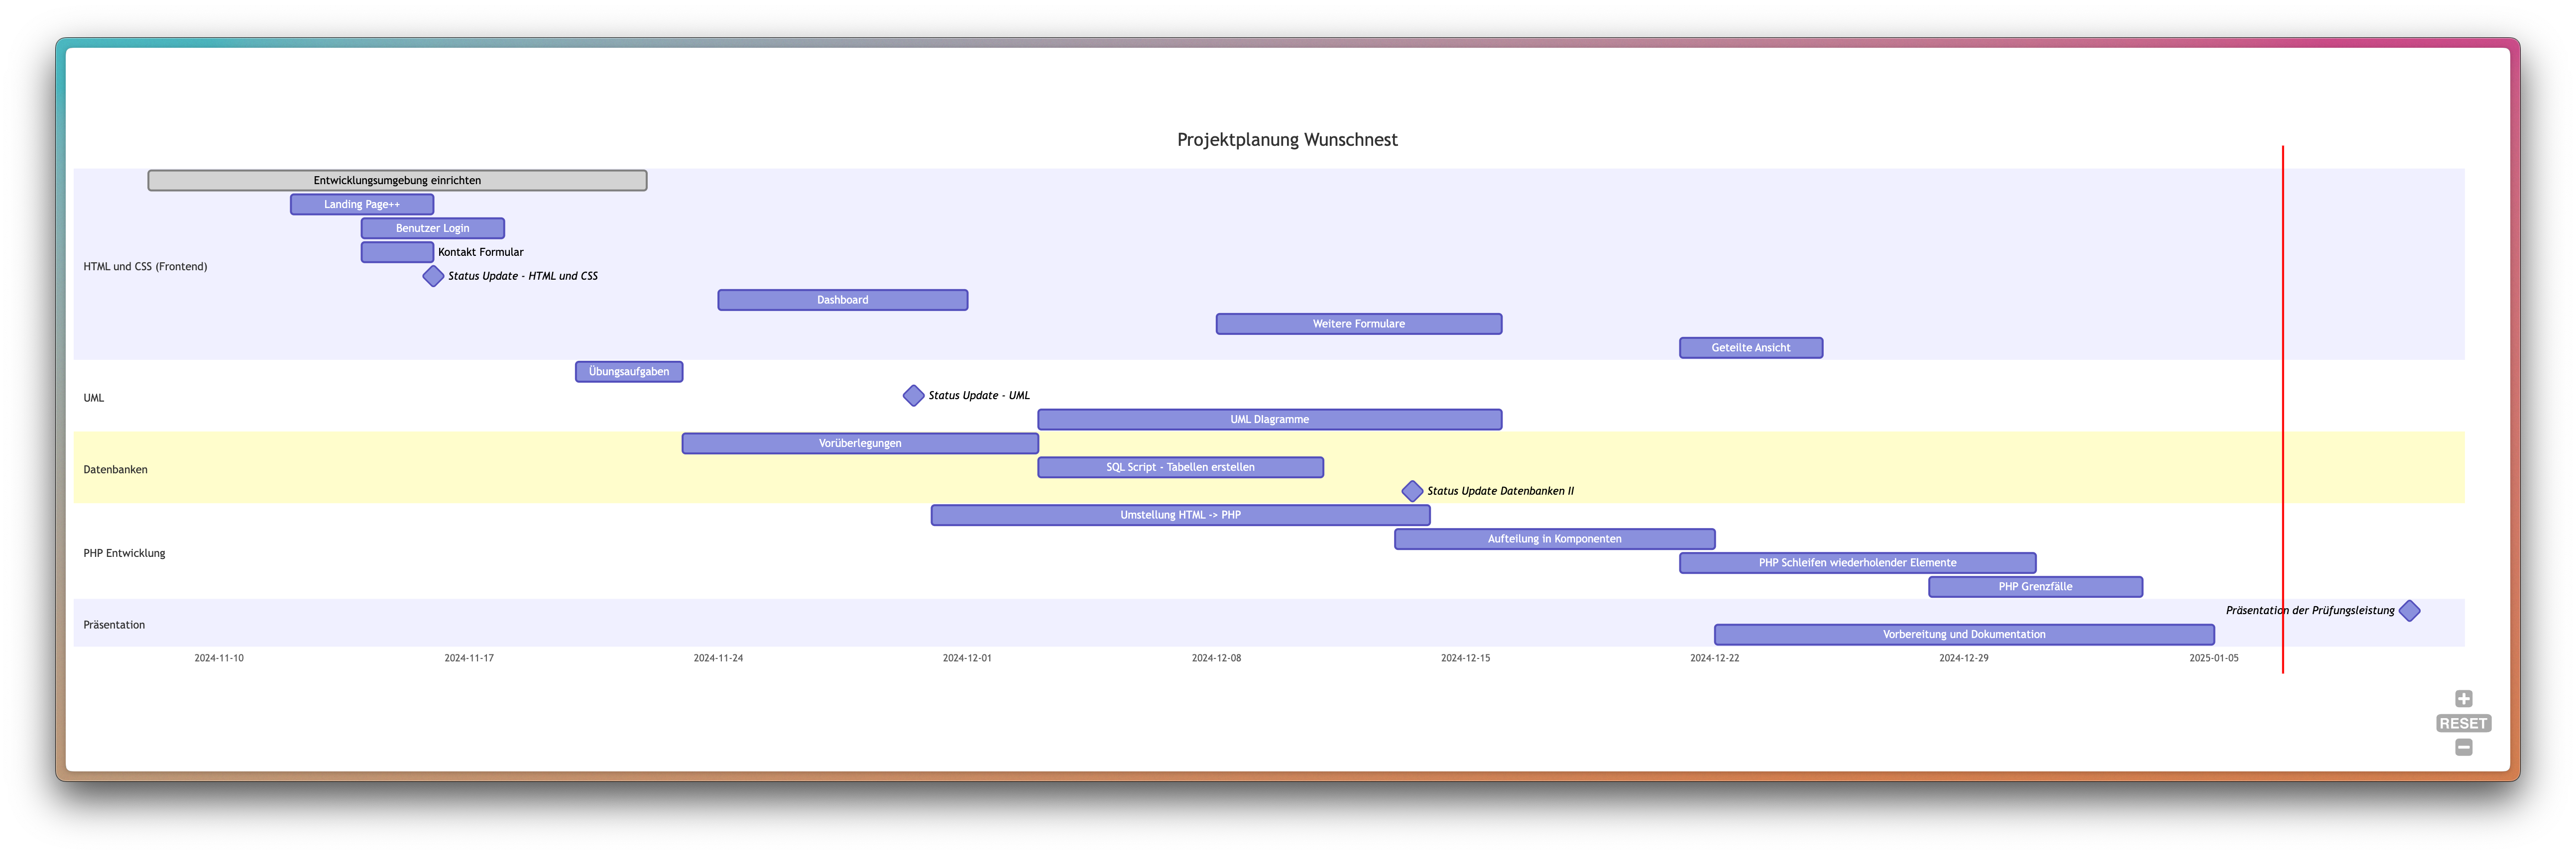 Projektplanung Wunschnest
Entwicklungsumgebung einrichten
Landing Page++
Benutzer Login
Kontakt Formular
HTML und CSS (Frontend)
Status Update - HTML und CSS
Dashboard
Weitere Formulare
Geteilte Ansicht
Übungsaufgaben
UML
Status Update - UML
UML DIagramme
Vorüberlegungen
Datenbanken
SQL Script - Tabellen erstellen
Status Update Datenbanken II
Umstellung HTML -> PHP
Aufteilung in Komponenten
PHP Entwicklung
PHP Schleifen wiederholender Elemente
PHP Grenzfälle
Präsentation der Prüfungsleistung
Präsentation
Vorbereitung und Dokumentation
2024-11-10 2024-11-17 2024-11-24 2024-12-01 2024-12-08 2024-12-15 2024-12-22 2024-12-29 2025-01-05
RESET